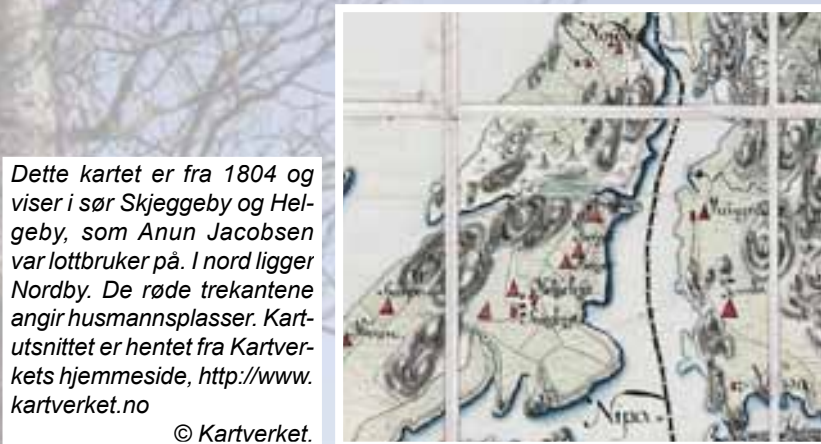 Dette kartet er fra 1804 og
viser i sør Skjeggeby og Hel-
geby, som Anun Jacobsen
var lottbruker på. I nord ligger
Nordby. De røde trekantene
angir husmannsplasser. Kart-
utsnittet er hentet fra Kartver-
kets hjemmeside, http://www.
kartverket.no
© Kartverket.